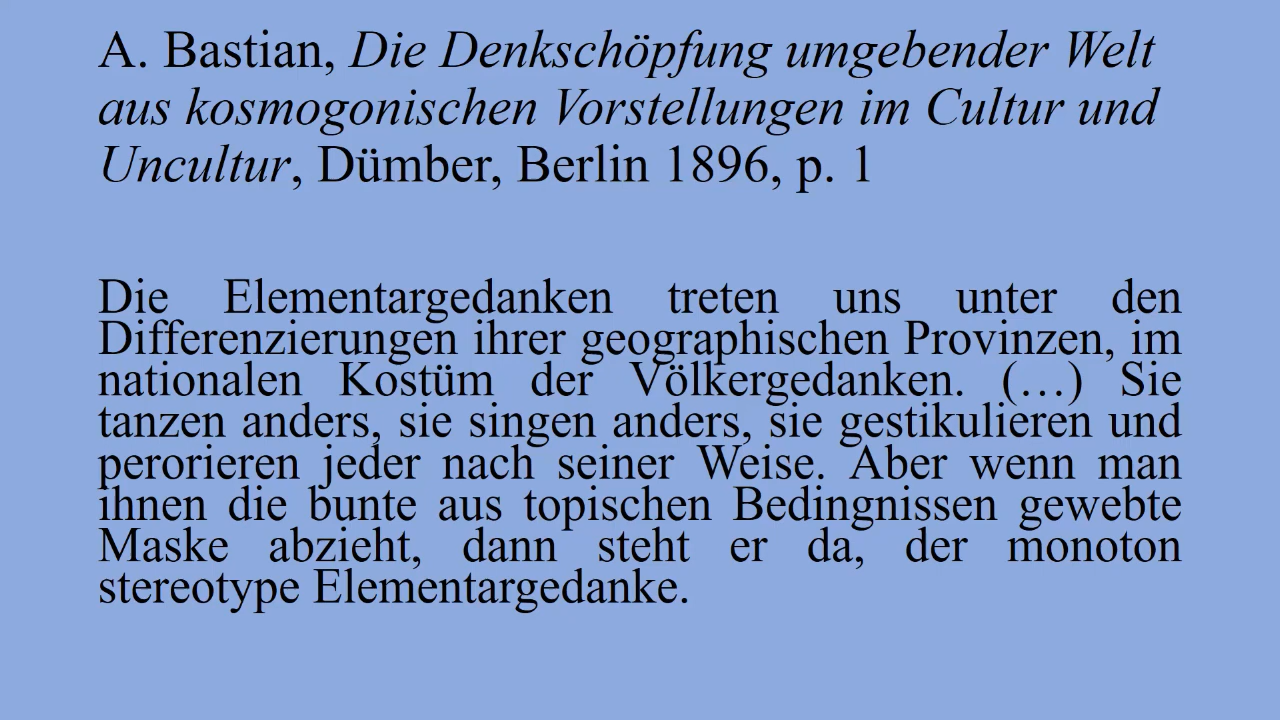 A. Bastian, Die Denkschöpfung umgebender Welt
aus kosmogonischen Vorstellungen im Cultur und
Uncultur, Dümber, Berlin 1896, p. 1
Die Elementargedanken treten uns unter den
Differenzierungen ihrer geographischen Provinzen, im
nationalen Kostüm der Völkergedanken. (…) Sie
tanzen anders, sie singen anders, sie gestikulieren und
perorieren jeder nach seiner Weise. Aber wenn man
ihnen die bunte aus topischen Bedingnissen gewebte
Maske abzieht, dann steht er da, der monoton
stereotype Elementargedanke.